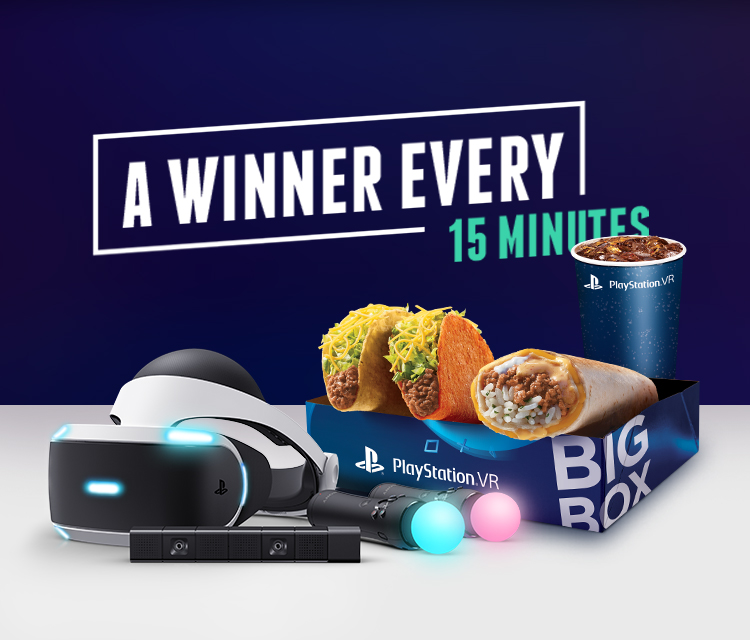 A WINNER EVERY
15 MINUTES
PlayStation.VR
PlayStation.VR
BIG
BOX